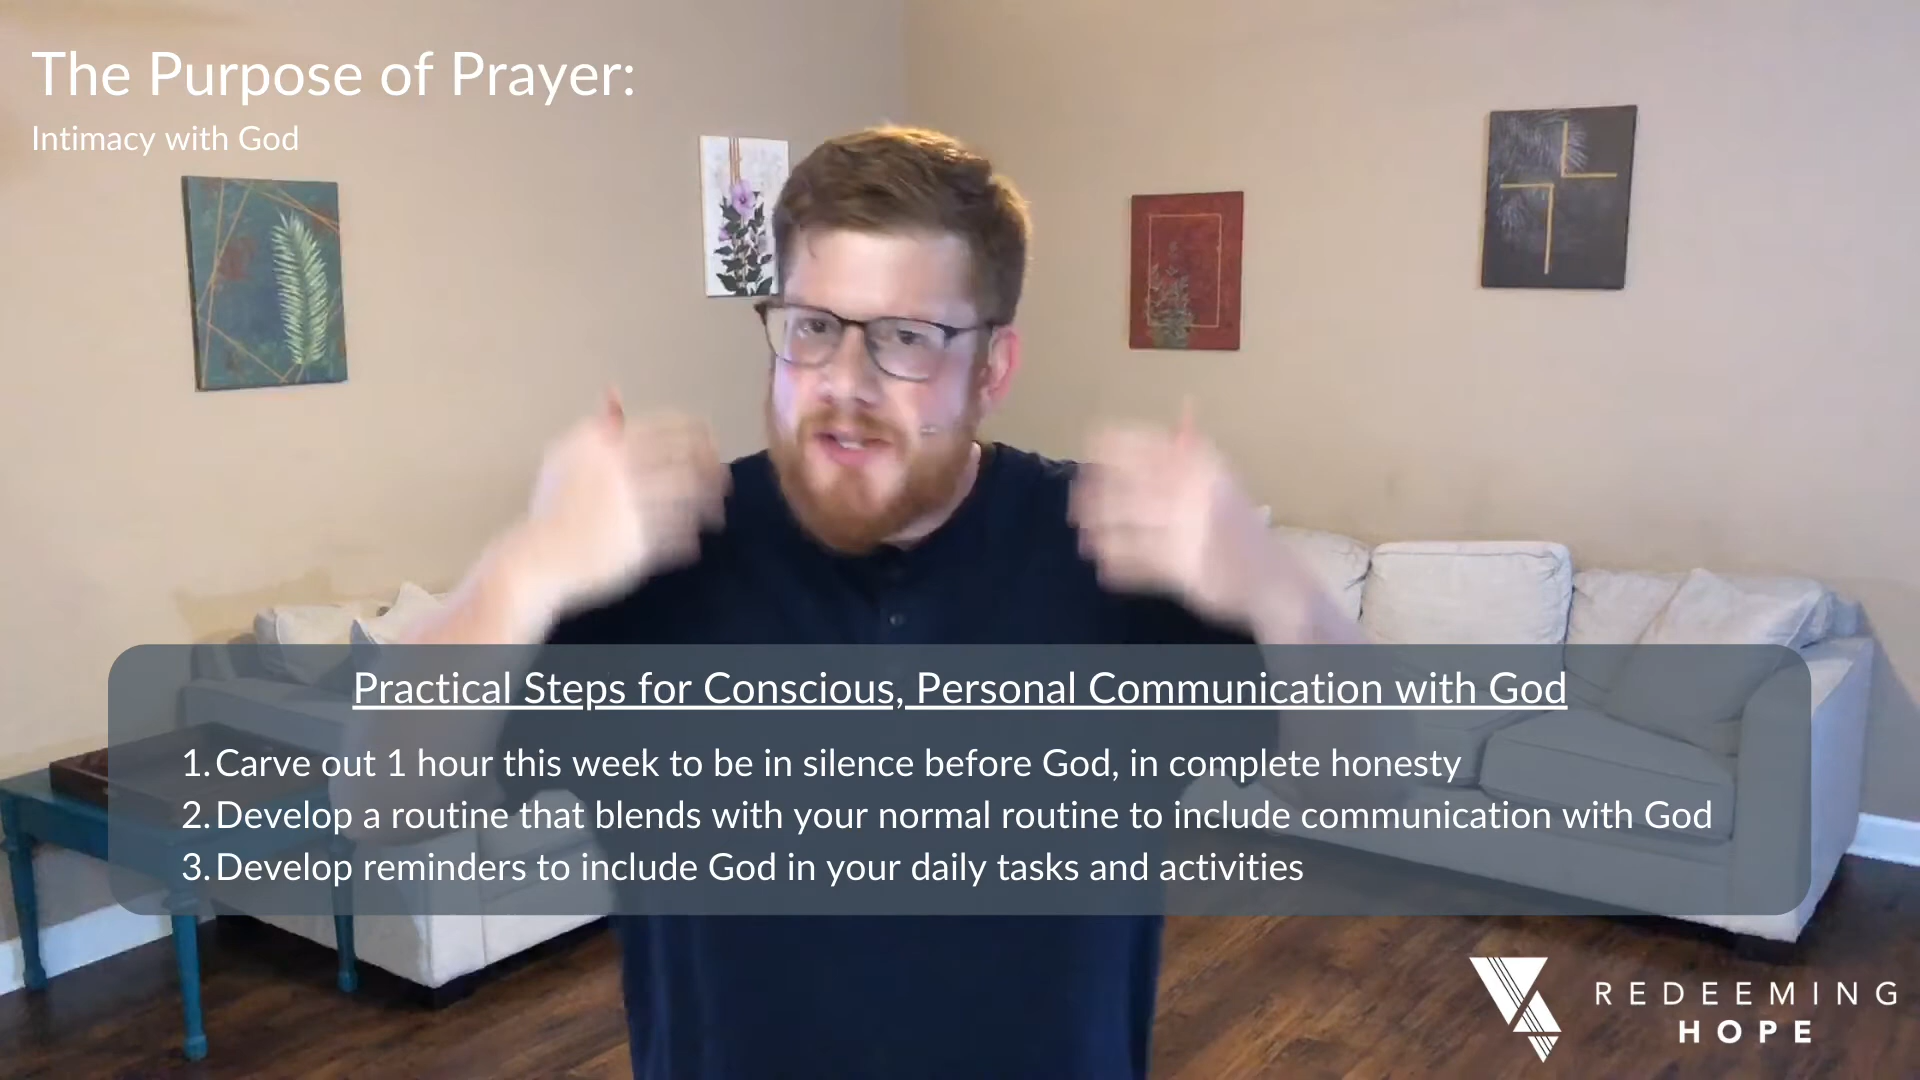 The Purpose of Prayer:
Intimacy with God
Practical Steps for Conscious, Personal Communication with God
1. Carve out 1 hour this week to be in silence before God, in complete honesty
2. Develop a routine that blends with your normal routine to include communication with God
3. Develop reminders to include God in your daily tasks and activities
REDEEMING
HOPE